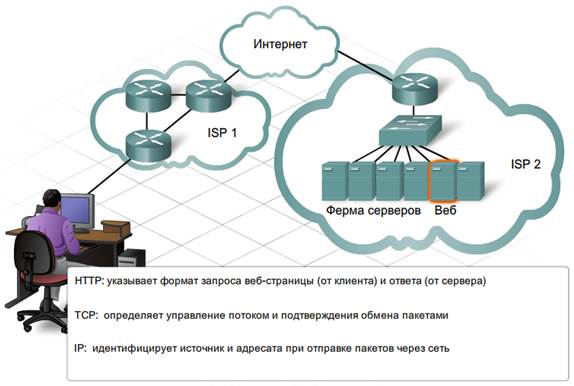 Интернет
ISP 1
ISP 2
Ферма серверов
Веб
HTTP: указывает формат запроса веб-страницы (от клиента) и ответа (от сервера)
TCP: определяет управление потоком и подтверждения обмена пакетами
IP: идентифицирует источник и адресата при отправке пакетов через сеть